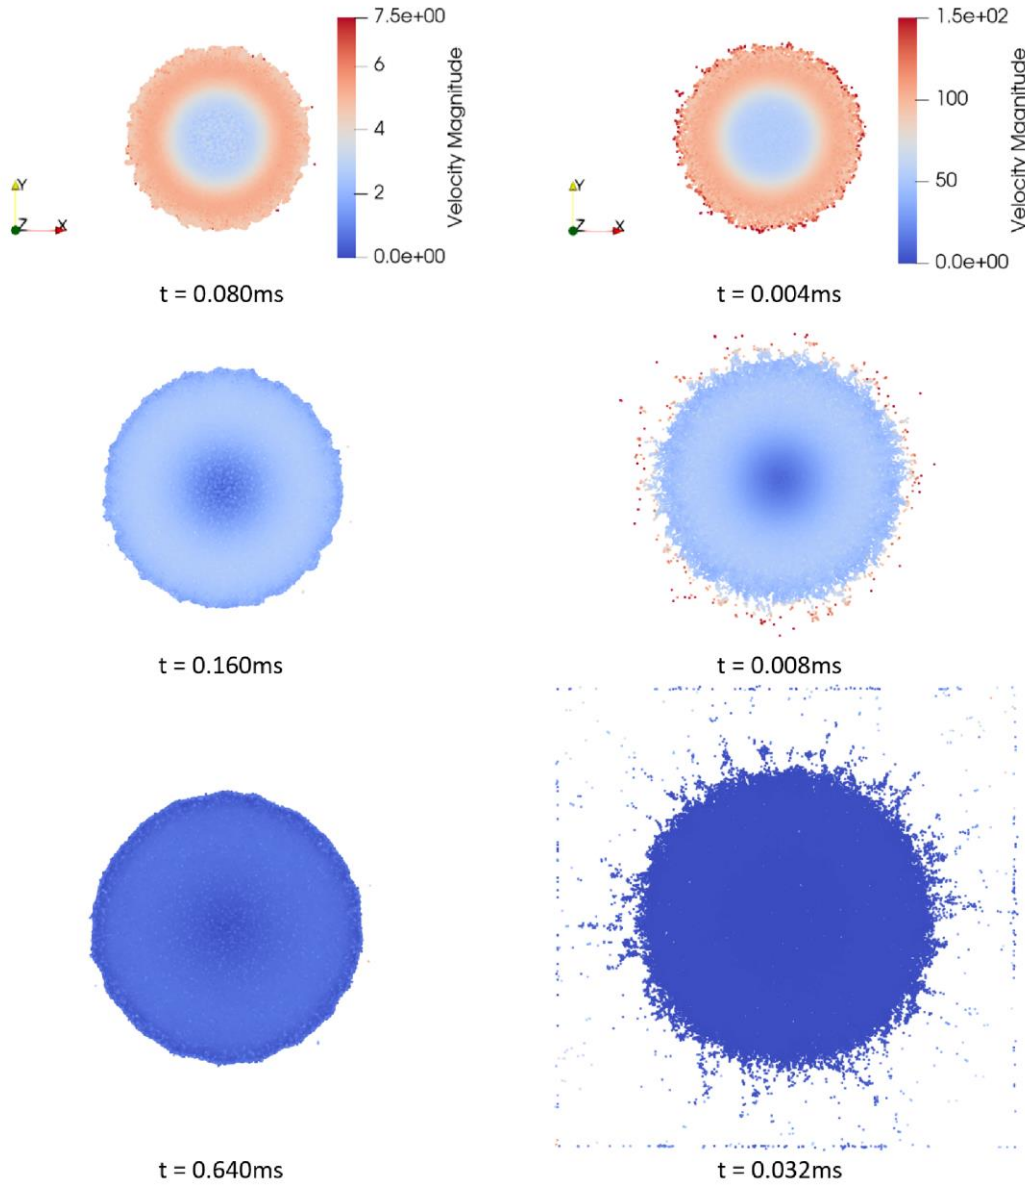 7.5e+00
6
4
2
0.0e+00
Velocity Magnitude
Y
Z
X
t = 0.080ms
1.5e+02
100
50
0.0e+00
Velocity Magnitude
Y
Z
X
t = 0.004ms
t = 0.160ms
t = 0.008ms
t = 0.640ms
t = 0.032ms